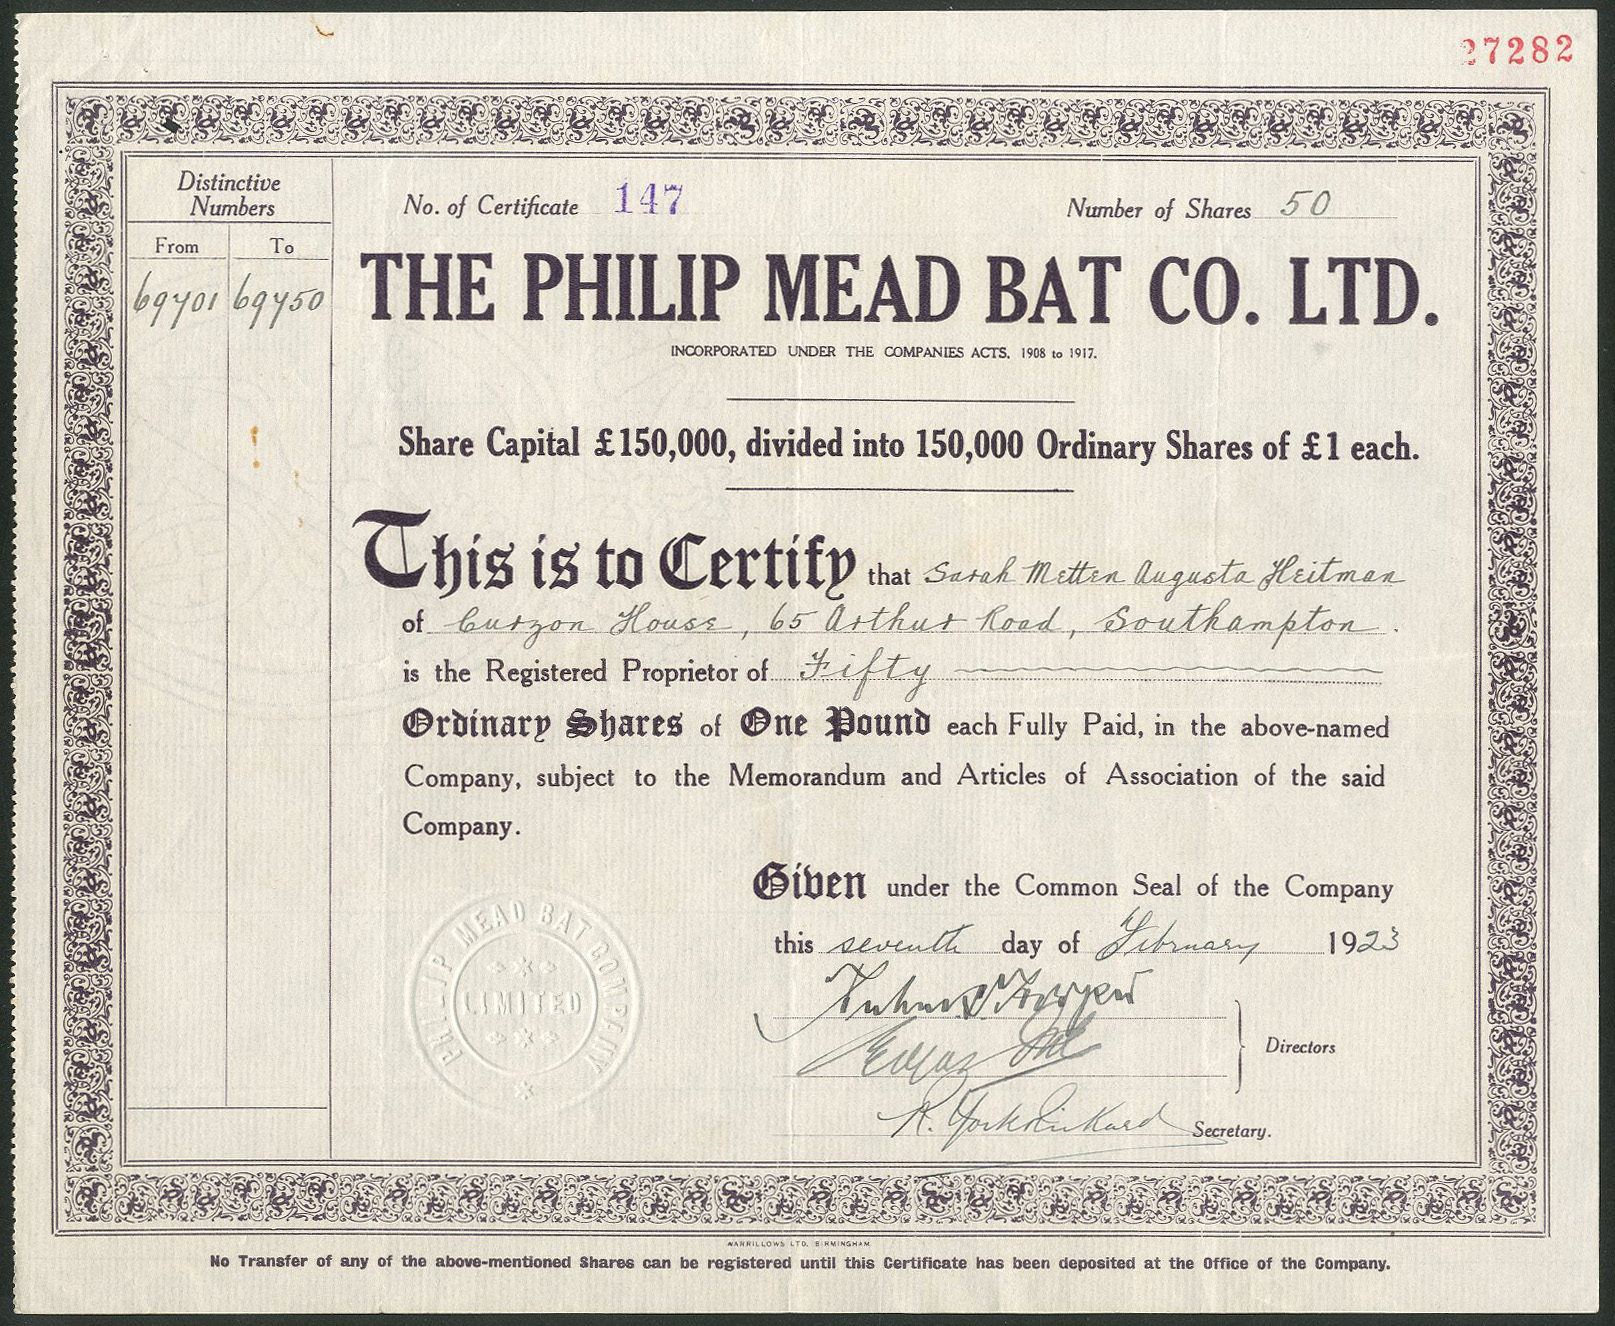 27282
Distinctive
Numbers
From To
69701 69750
No. of Certificate 147
Number of Shares 50
THE PHILIP MEAD BAT CO. LTD.
INCORPORATED UNDER THE COMPANIES ACTS, 1908 to 1917.
Share Capital £150,000, divided into 150,000 Ordinary Shares of £1 each.
This is to Certify that Sarah Metten Augusta Heitman
of Curzon House, 65 Arthur Road, Southampton.
is the Registered Proprietor of Fifty
Ordinary Shares of One Pound each Fully Paid, in the above-named
Company, subject to the Memorandum and Articles of Association of the said
Company.
Given under the Common Seal of the Company
this seventh day of February 1923
Directors
R. York Rickard
Secretary.
PHILIP MEAD BAT COMPANY
LIMITED
WARRILLOWS LTD. BIRMINGHAM.
No Transfer of any of the above-mentioned Shares can be registered until this Certificate has been deposited at the Office of the Company.